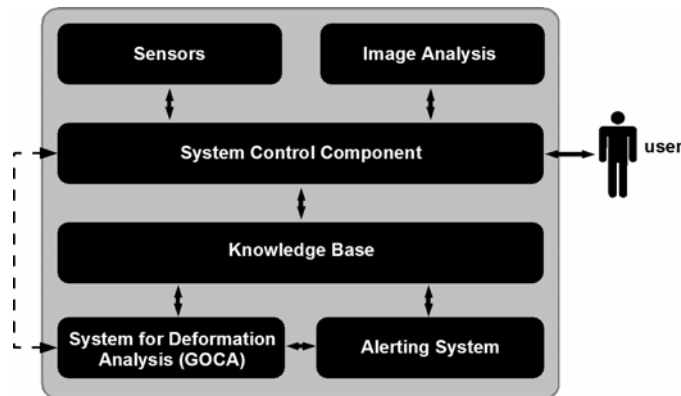 Sensors
Image Analysis
System Control Component
user
Knowledge Base
System for Deformation
Analysis (GOCA)
Alerting System